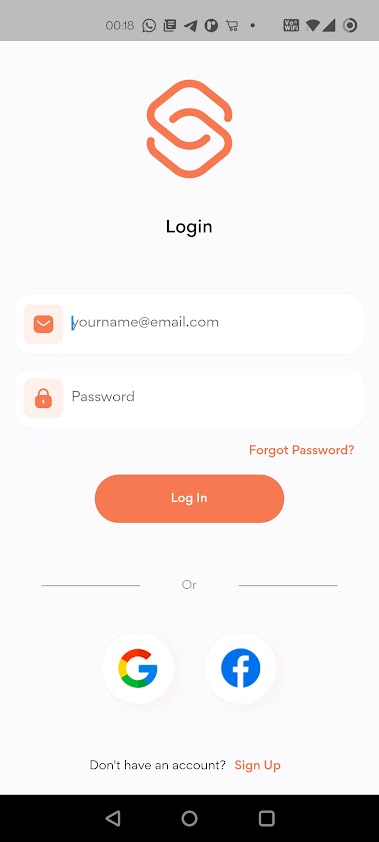 00:18
Vo WiFi
Login
yourname@email.com
Password
Forgot Password?
Log In
Or
Don't have an account? Sign Up